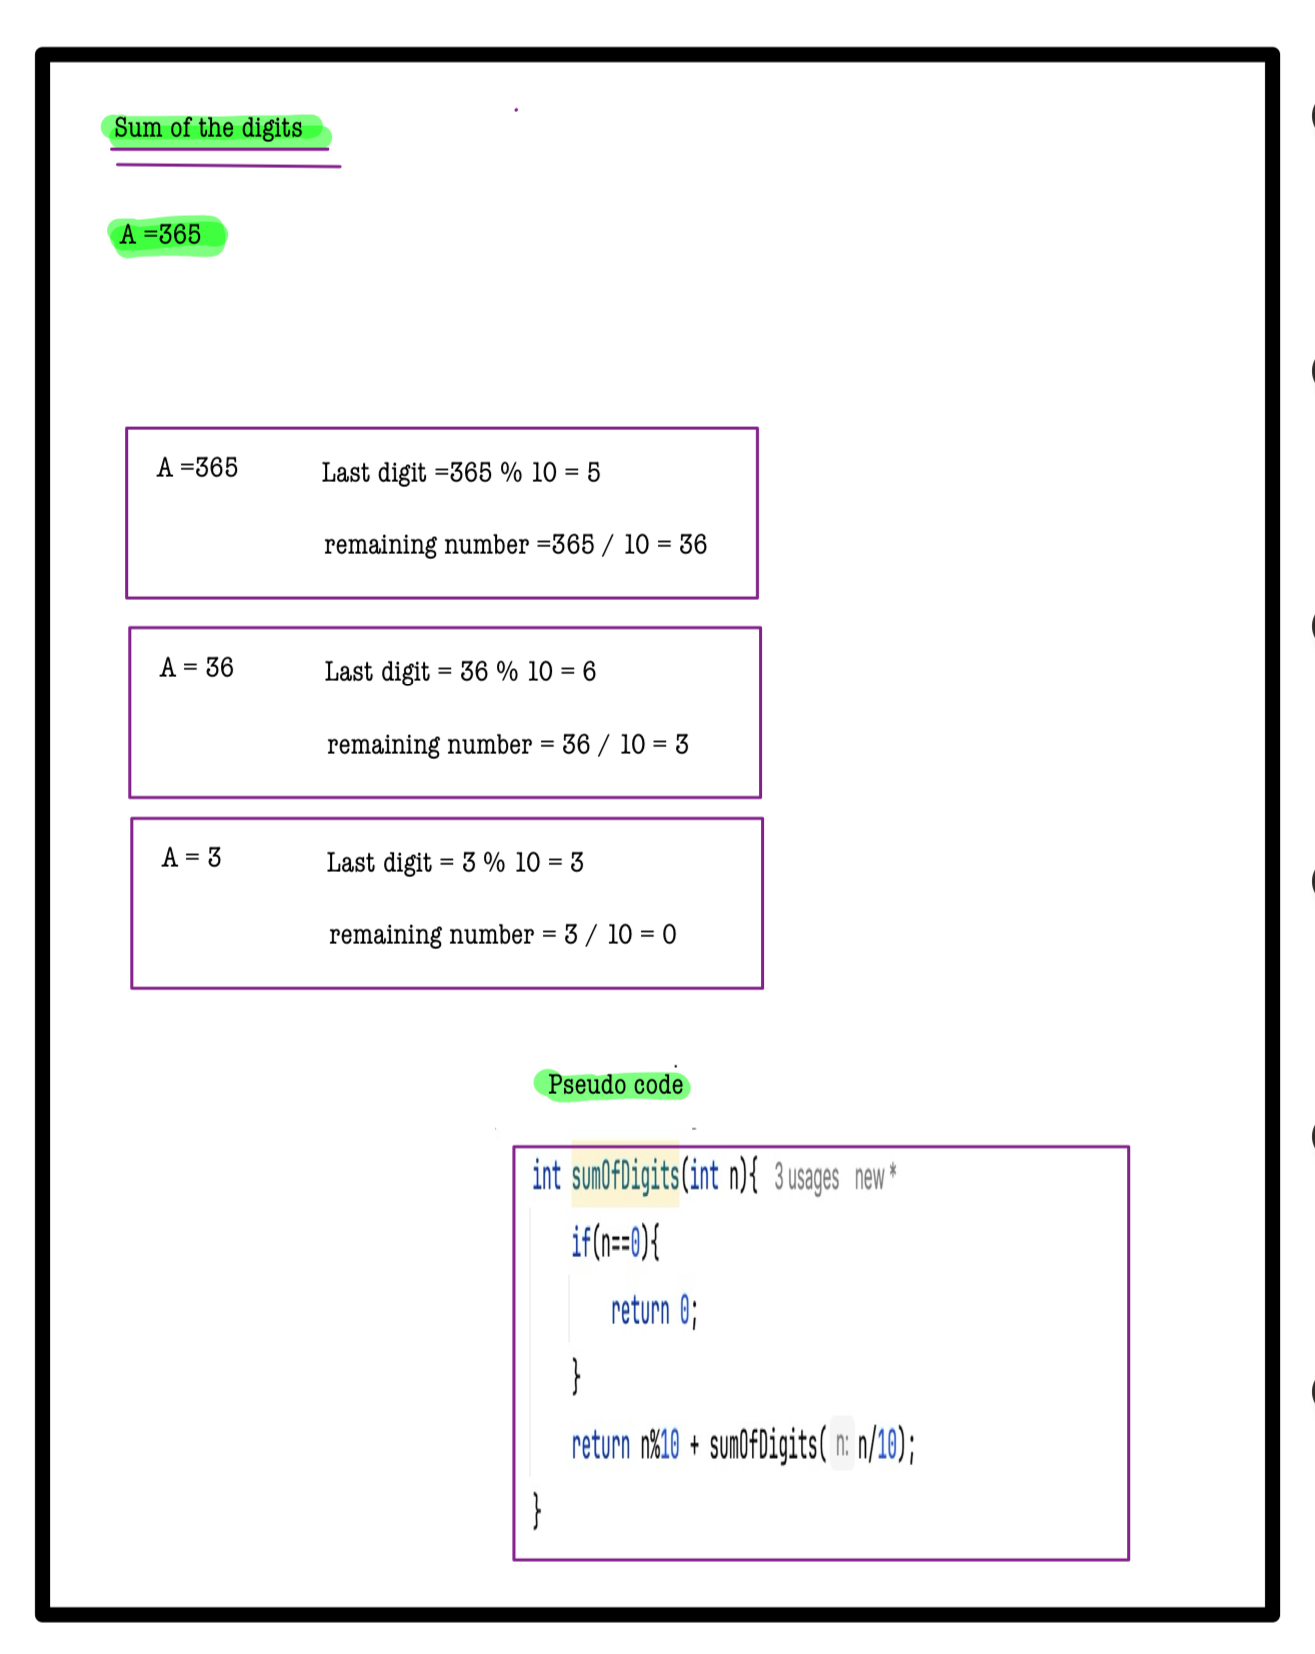 Sum of the digits
A =365
A =365 Last digit =365 % 10 = 5
remaining number =365 / 10 = 36
A = 36 Last digit = 36 % 10 = 6
remaining number = 36 / 10 = 3
A = 3 Last digit = 3 % 10 = 3
remaining number = 3 / 10 = 0
Pseudo code
int sumOfDigits(int n){ 3 usages new *
if(n==0){
return 0;
}
return n%10 + sumOfDigits( n: n/10);
}